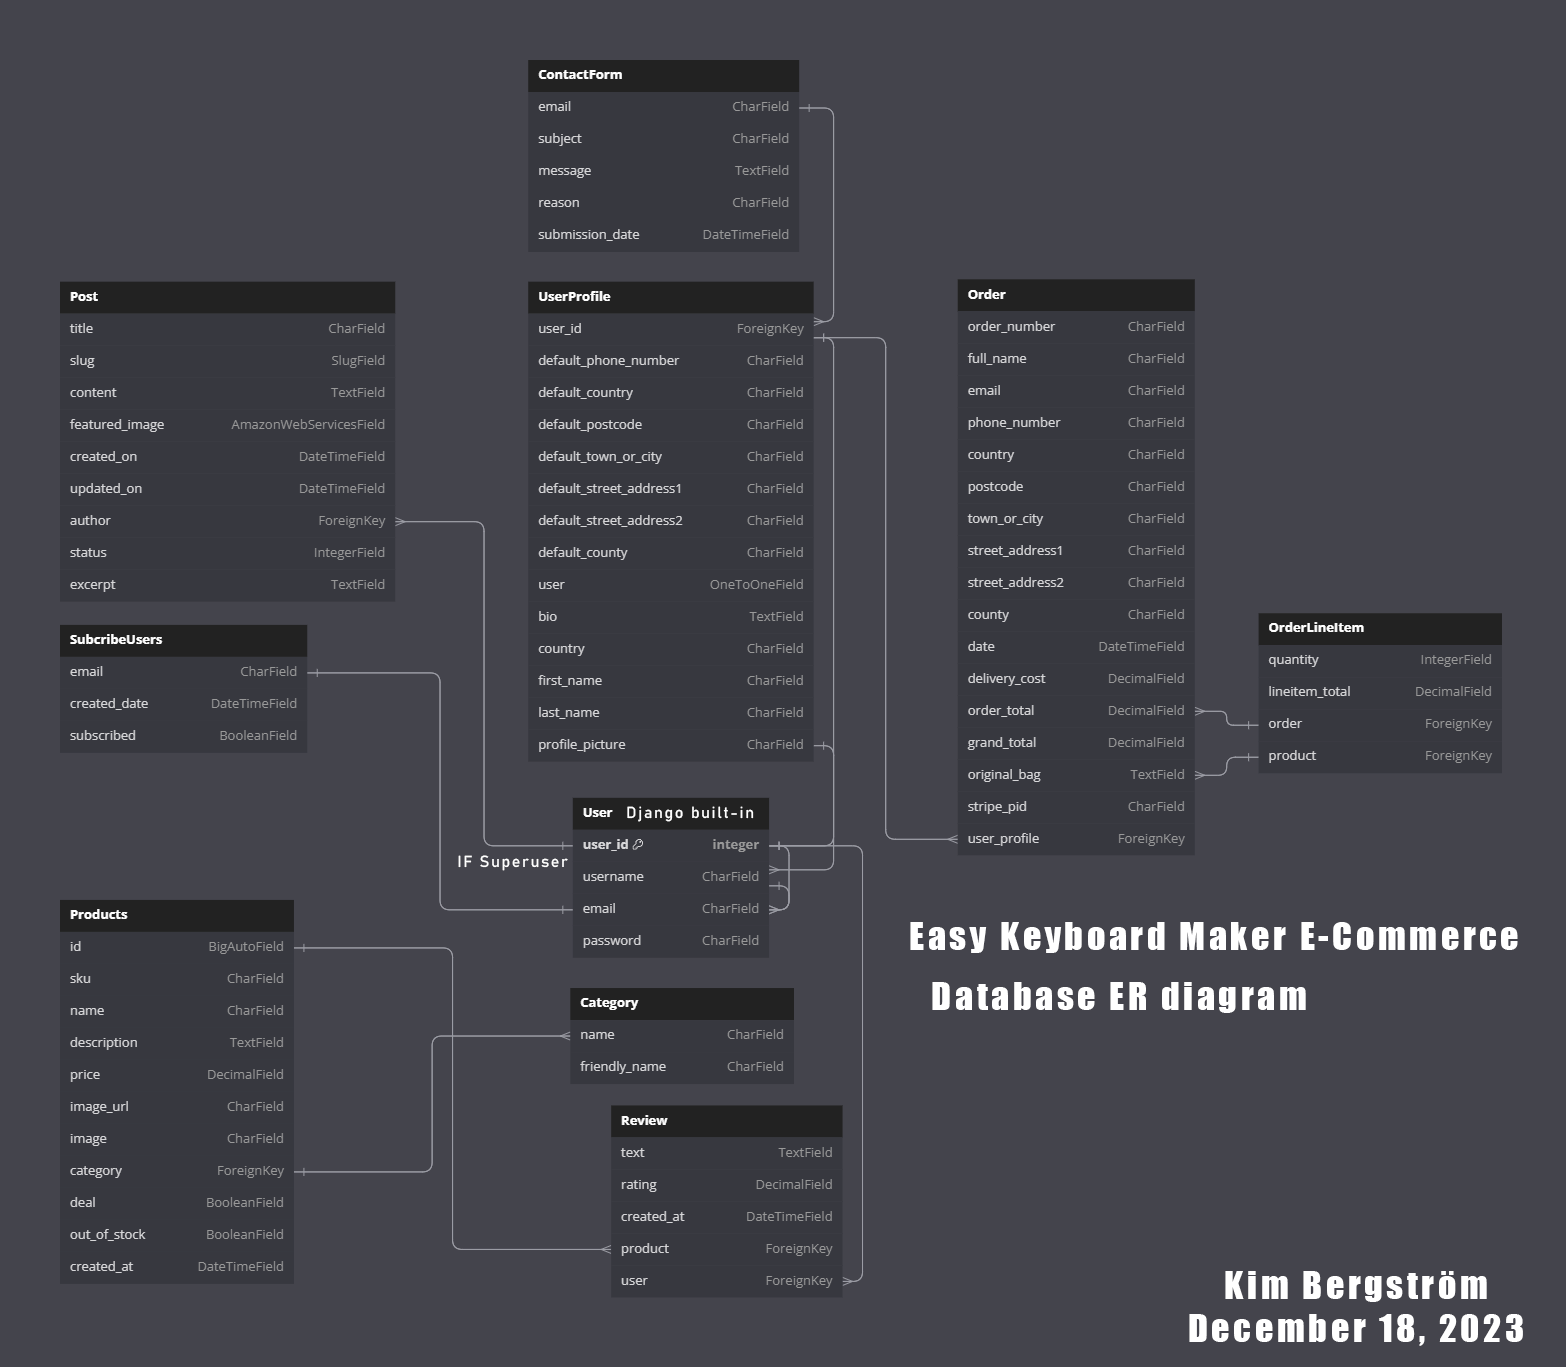 ContactForm
email CharField
subject CharField
message TextField
reason CharField
submission_date DateTimeField
Post
title CharField
slug SlugField
content TextField
featured_image AmazonWebServicesField
created_on DateTimeField
updated_on DateTimeField
author ForeignKey
status IntegerField
excerpt TextField
UserProfile
user_id ForeignKey
default_phone_number CharField
default_country CharField
default_postcode CharField
default_town_or_city CharField
default_street_address1 CharField
default_street_address2 CharField
default_county CharField
user OneToOneField
bio TextField
country CharField
first_name CharField
last_name CharField
profile_picture CharField
Order
order_number CharField
full_name CharField
email CharField
phone_number CharField
country CharField
postcode CharField
town_or_city CharField
street_address1 CharField
street_address2 CharField
county CharField
date DateTimeField
delivery_cost DecimalField
order_total DecimalField
grand_total DecimalField
original_bag TextField
stripe_pid CharField
user_profile ForeignKey
OrderLineItem
quantity IntegerField
lineitem_total DecimalField
order ForeignKey
product ForeignKey
SubcribeUsers
email CharField
created_date DateTimeField
subscribed BooleanField
User Django built-in
user_id integer
username CharField
email CharField
password CharField
IF Superuser
Products
id BigAutoField
sku CharField
name CharField
description TextField
price DecimalField
image_url CharField
image CharField
category ForeignKey
deal BooleanField
out_of_stock BooleanField
created_at DateTimeField
Category
name CharField
friendly_name CharField
Review
text TextField
rating DecimalField
created_at DateTimeField
product ForeignKey
user ForeignKey
Easy Keyboard Maker E-Commerce
Database ER diagram
Kim Bergström
December 18, 2023